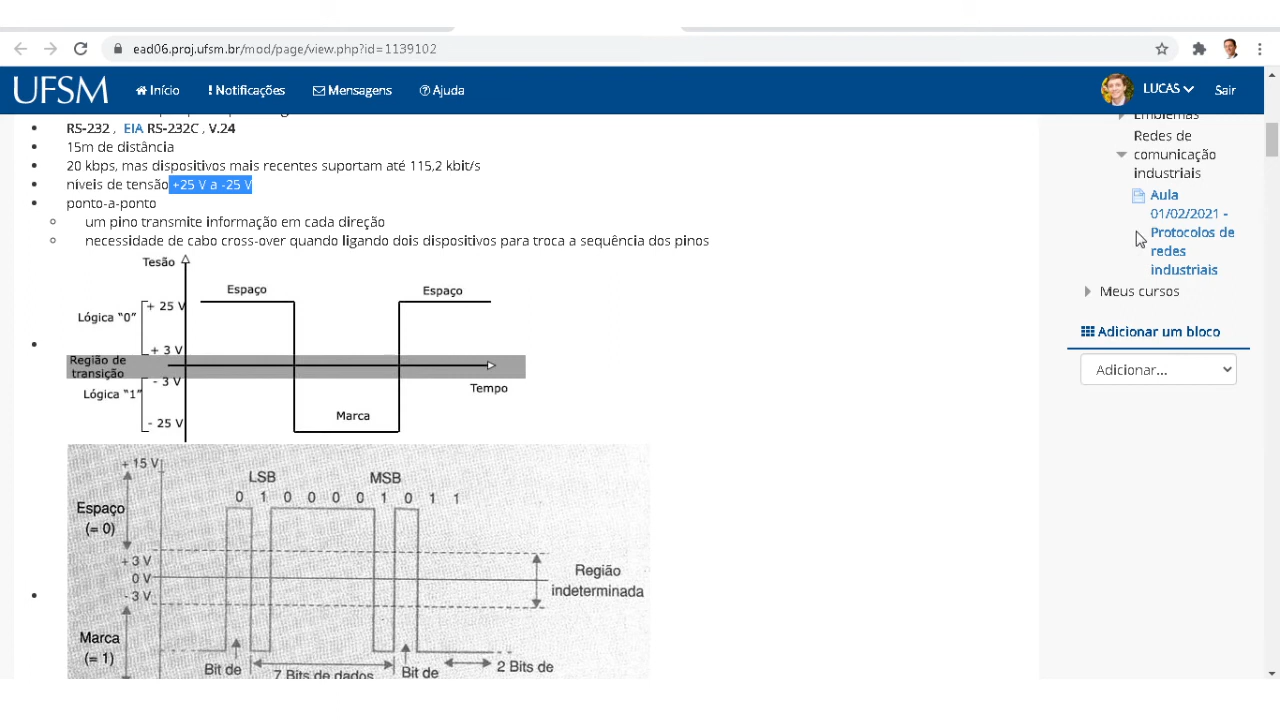 ead06.proj.ufsm.br/mod/page/view.php?id=1139102
UFSM Início Notificações Mensagens Ajuda LUCAS Sair
RS-232 , EIA RS-232C , V.24
15m de distância
20 kbps, mas dispositivos mais recentes suportam até 115,2 kbit/s
níveis de tensão +25 V a -25 V
ponto-a-ponto
um pino transmite informação em cada direção
necessidade de cabo cross-over quando ligando dois dispositivos para troca a sequência dos pinos
Tesão
Espaço Espaço
+ 25 V
Lógica “0”
+ 3 V
Região de
transição
- 3 V
Lógica “1”
Tempo
Marca
- 25 V
+ 15 V
LSB MSB
0 1 0 0 0 0 1 0 1 1
Espaço
(= 0)
+ 3 V
0 V
- 3 V
Região
indeterminada
Marca
(= 1)
Bit de 7 Bits de dados Bit de 2 Bits de
Emblemas
Redes de
comunicação
industriais
Aula
01/02/2021 -
Protocolos de
redes
industriais
Meus cursos
Adicionar um bloco
Adicionar...